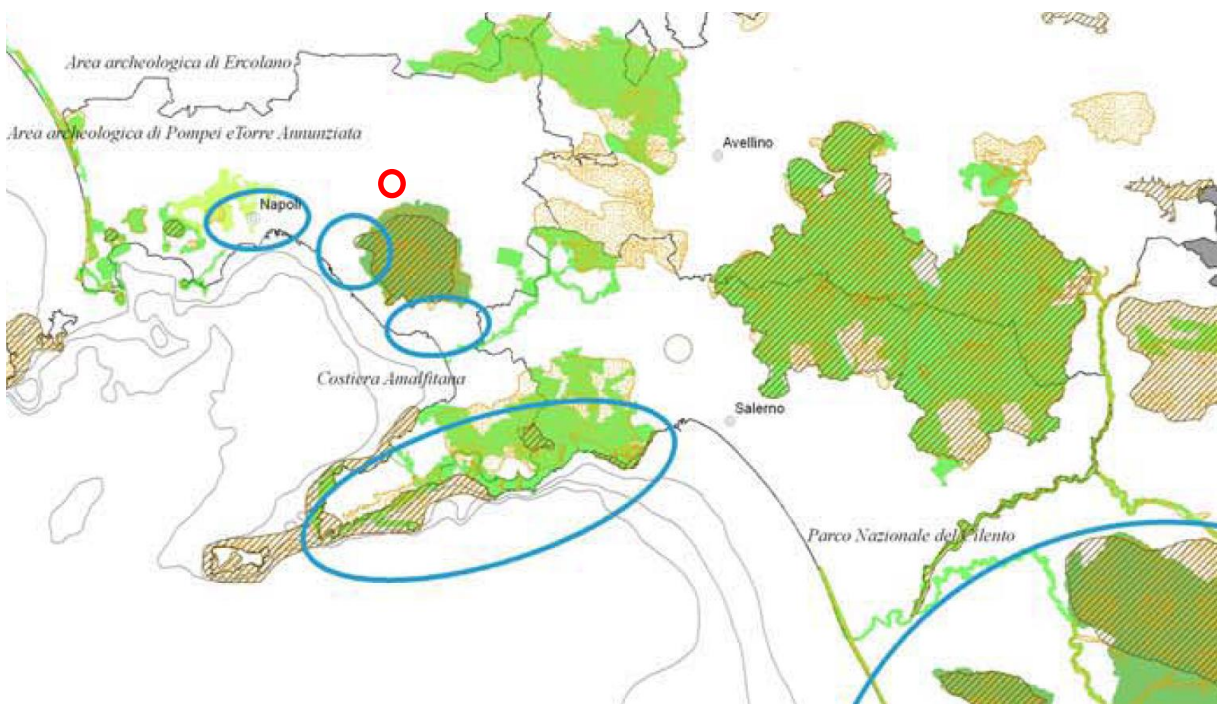 Area archeologica di Ercolano
Area archeologica di Pompei eTorre Annunziata
Avellino
Napoli
Costiera Amalfitana
Salerno
Parco Nazionale del Cilento